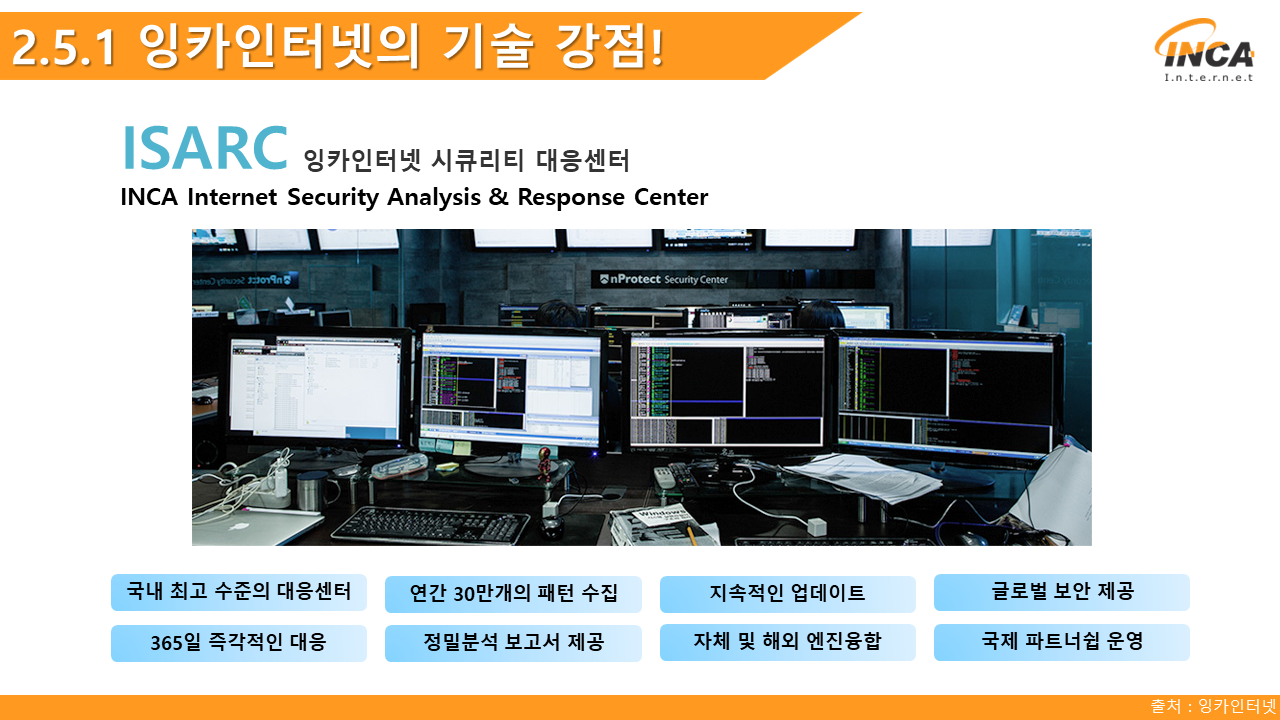 2.5.1 잉카인터넷의 기술 강점!
INCA
I.n.t.e.r.n.e.t
ISARC 잉카인터넷 시큐리티 대응센터
INCA Internet Security Analysis & Response Center
nProtect Security Center
Windows
국내 최고 수준의 대응센터
연간 30만개의 패턴 수집
지속적인 업데이트
글로벌 보안 제공
365일 즉각적인 대응
정밀분석 보고서 제공
자체 및 해외 엔진융합
국제 파트너쉽 운영
출처 : 잉카인터넷